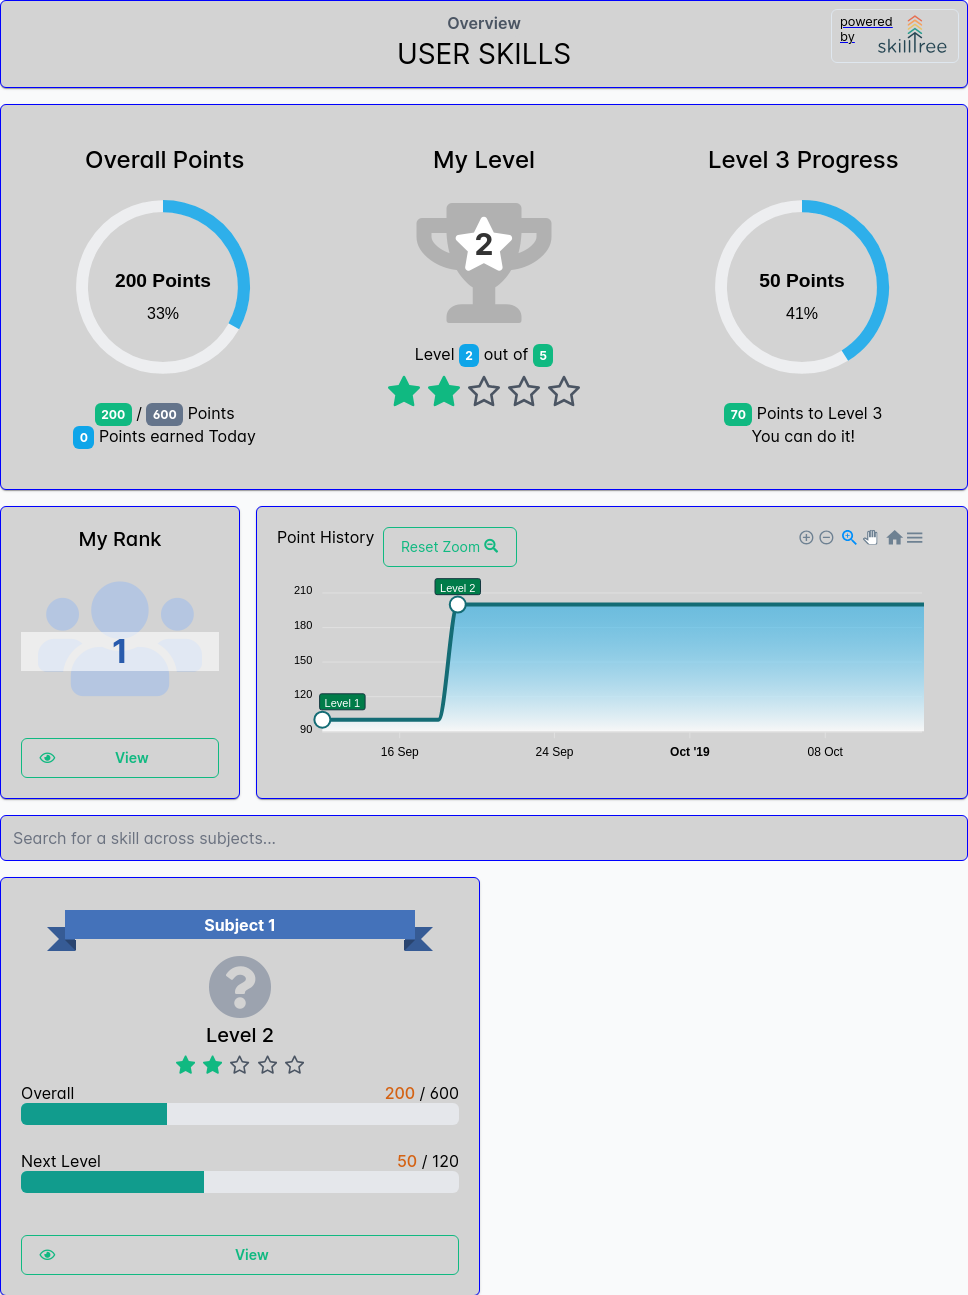 Overview
USER SKILLS
powered
by
skilltree
Overall Points
My Level
Level 3 Progress
200 Points
33%
2
50 Points
41%
Level 2 out of 5
200 / 600 Points
0 Points earned Today
70 Points to Level 3
You can do it!
My Rank
1
View
Point History
Reset Zoom
210
180
150
120
90
Level 2
Level 1
16 Sep
24 Sep
Oct '19
08 Oct
Search for a skill across subjects...
Subject 1
Level 2
Overall
200 / 600
Next Level
50 / 120
View